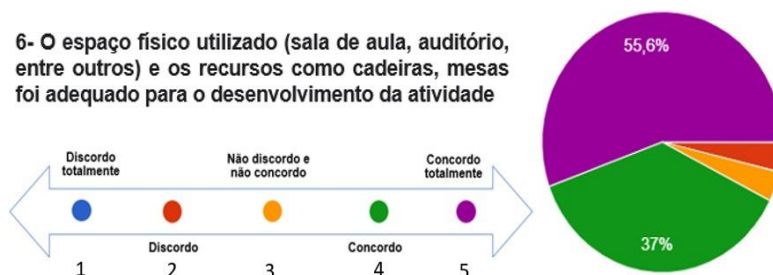 6- O espaço físico utilizado (sala de aula, auditório,
entre outros) e os recursos como cadeiras, mesas
foi adequado para o desenvolvimento da atividade
Discordo
totalmente
Não discordo e
não concordo
Concordo
totalmente
Discordo
Concordo
1 2 3 4 5
55,6%
37%